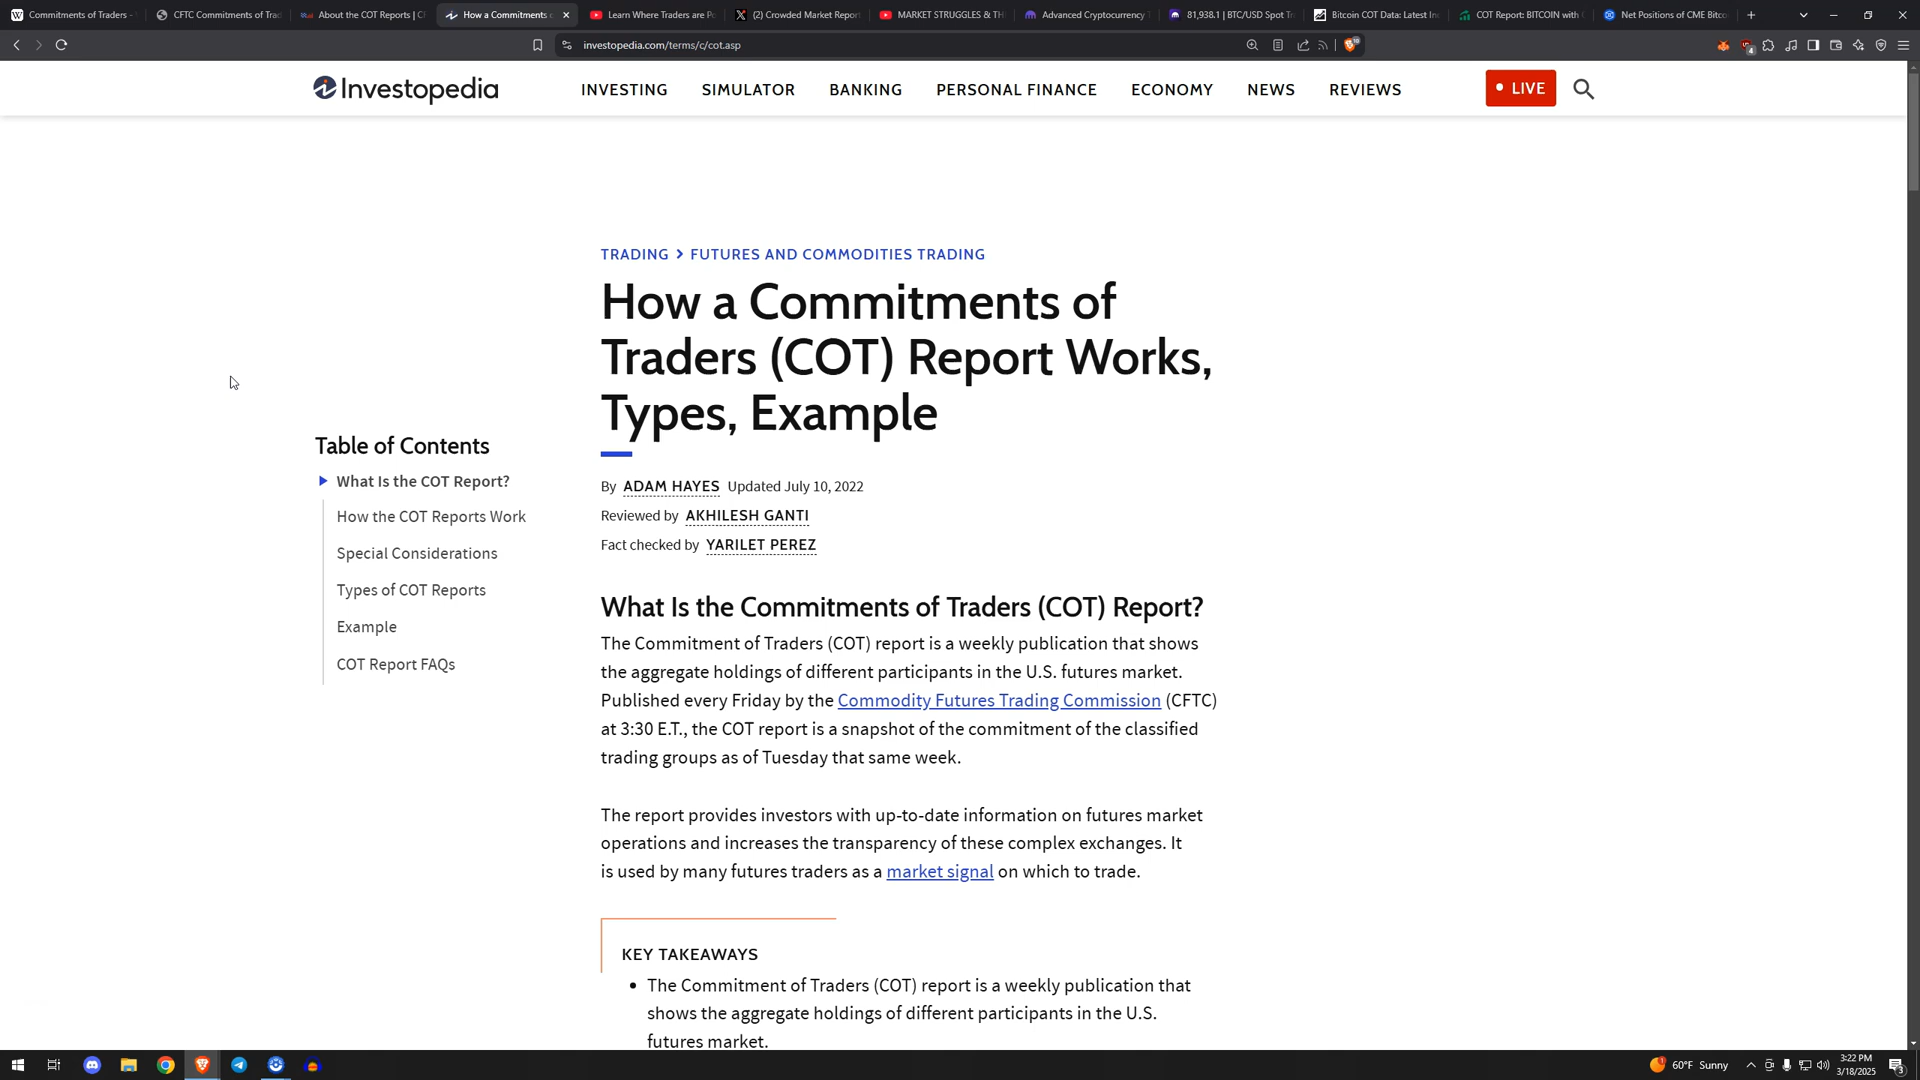 Commitments of Traders -
CFTC Commitments of Trad
About the COT Reports | CF
How a Commitments o
Learn Where Traders are Po
(2) Crowded Market Report
MARKET STRUGGLES & TH
Advanced Cryptocurrency T
81,938.1 | BTC/USD Spot Tr
Bitcoin COT Data: Latest In
COT Report: BITCOIN with
Net Positions of CME Bitco
investopedia.com/terms/c/cot.asp
Investopedia
INVESTING
SIMULATOR
BANKING
PERSONAL FINANCE
ECONOMY
NEWS
REVIEWS
LIVE
TRADING > FUTURES AND COMMODITIES TRADING
How a Commitments of
Traders (COT) Report Works,
Types, Example
By ADAM HAYES Updated July 10, 2022
Reviewed by AKHILESH GANTI
Fact checked by YARILET PEREZ
Table of Contents
What Is the COT Report?
How the COT Reports Work
Special Considerations
Types of COT Reports
Example
COT Report FAQs
What Is the Commitments of Traders (COT) Report?
The Commitment of Traders (COT) report is a weekly publication that shows
the aggregate holdings of different participants in the U.S. futures market.
Published every Friday by the Commodity Futures Trading Commission (CFTC)
at 3:30 E.T., the COT report is a snapshot of the commitment of the classified
trading groups as of Tuesday that same week.
The report provides investors with up-to-date information on futures market
operations and increases the transparency of these complex exchanges. It
is used by many futures traders as a market signal on which to trade.
KEY TAKEAWAYS
• The Commitment of Traders (COT) report is a weekly publication that
shows the aggregate holdings of different participants in the U.S.
futures market.
60°F Sunny
3:22 PM
3/18/2025